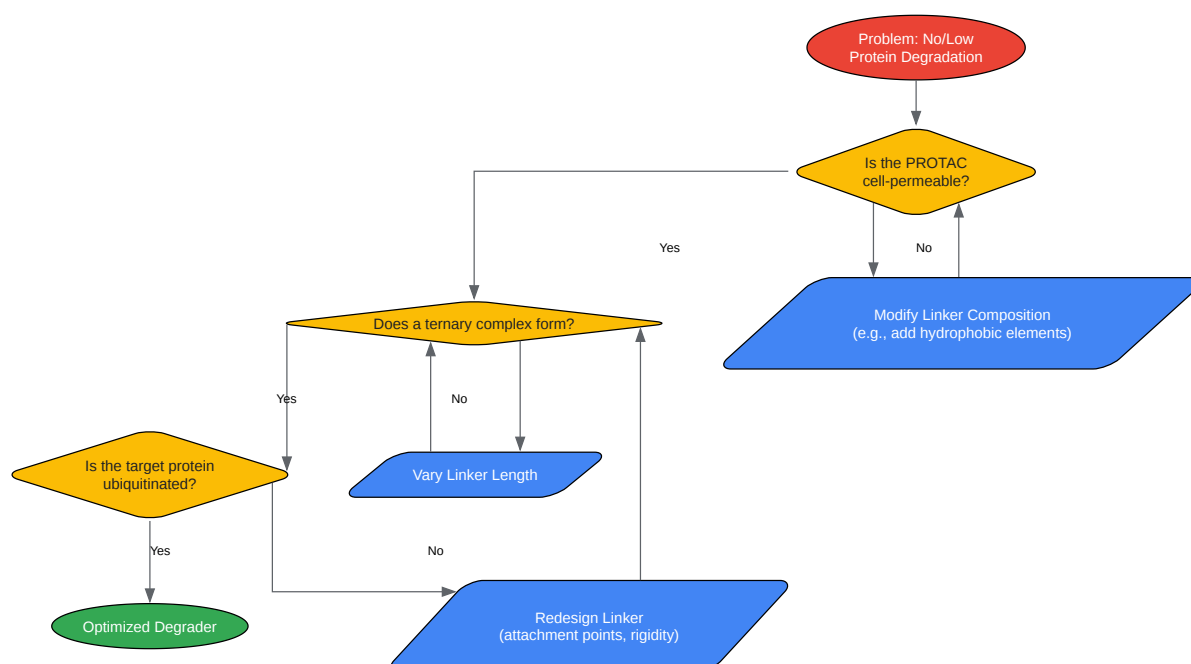 Problem: No/Low
Protein Degradation
Is the PROTAC
cell-permeable?
Yes
No
Modify Linker Composition
(e.g., add hydrophobic elements)
Does a ternary complex form?
Yes
No
Is the target protein
ubiquitinated?
Vary Linker Length
Yes
No
Optimized Degrader
Redesign Linker
(attachment points, rigidity)